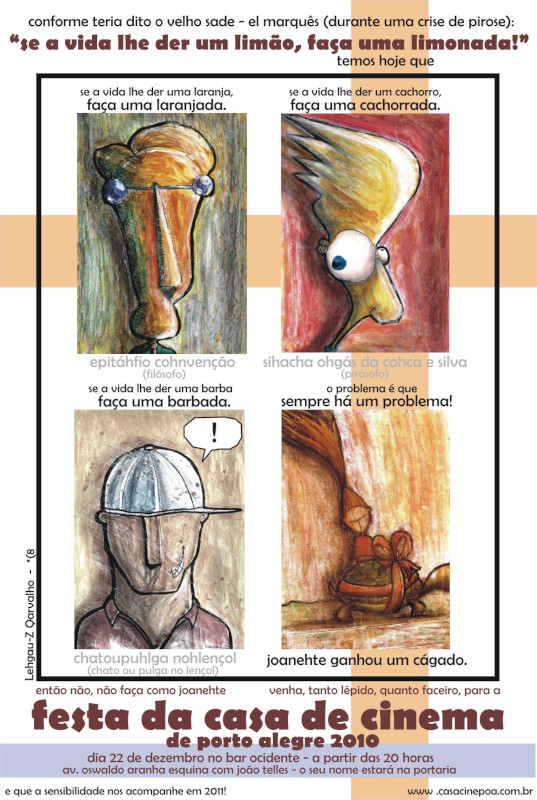 conforme teria dito o velho sade - el marquês (durante uma crise de pirose):
“se a vida lhe der um limão, faça uma limonada!”
temos hoje que
se a vida lhe der uma laranja,
faça uma laranjada.
se a vida lhe der um cachorro,
faça uma cachorrada.
epitáhfio cohnvenção
(filósofo)
sihacha ohgás da cohca e silva
(pirósofo)
se a vida lhe der uma barba
faça uma barbada.
o problema é que
sempre há um problema!
!
chatoupuhlga nohlençol
(chato ou pulga no lençol)
joanehte ganhou um cágado.
Lehgau-Z Qarvalho - *(8
então não, não faça como joanehte
venha, tanto lépido, quanto faceiro, para a
festa da casa de cinema
de porto alegre 2010
dia 22 de dezembro no bar ocidente - a partir das 20 horas
av. oswaldo aranha esquina com joão telles - o seu nome estará na portaria
e que a sensibilidade nos acompanhe em 2011!
www .casacinepoa.com.br